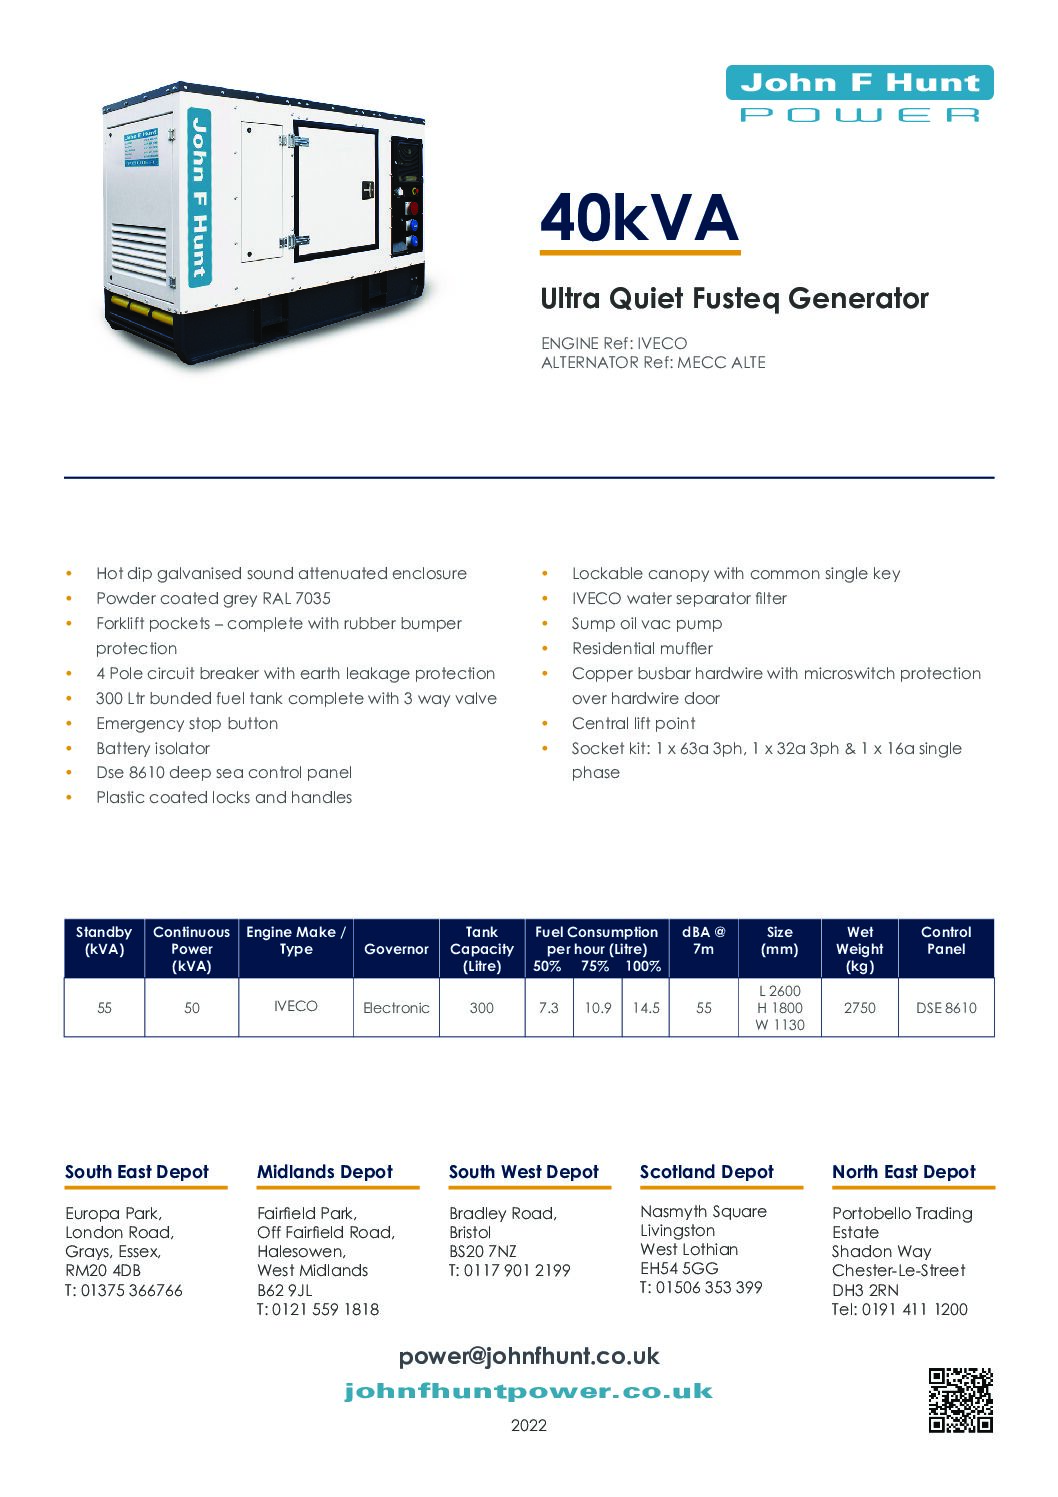 John F Hunt
POWER
John F Hunt
John F Hunt
40kVA
Ultra Quiet Fusteq Generator
ENGINE Ref: IVECO
ALTERNATOR Ref: MECC ALTE
• Hot dip galvanised sound attenuated enclosure
• Powder coated grey RAL 7035
• Forklift pockets – complete with rubber bumper
protection
• 4 Pole circuit breaker with earth leakage protection
• 300 Ltr bunded fuel tank complete with 3 way valve
• Emergency stop button
• Battery isolator
• Dse 8610 deep sea control panel
• Plastic coated locks and handles
• Lockable canopy with common single key
• IVECO water separator filter
• Sump oil vac pump
• Residential muffler
• Copper busbar hardwire with microswitch protection
over hardwire door
• Central lift point
• Socket kit: 1 x 63a 3ph, 1 x 32a 3ph & 1 x 16a single
phase
Standby
(kVA)
Continuous
Power
(kVA)
Engine Make /
Type
Governor
Tank
Capacity
(Litre)
Fuel Consumption
per hour (Litre)
50% 75% 100%
dBA @
7m
Size
(mm)
Wet
Weight
(kg)
Control
Panel
55
50
IVECO
Electronic
300
7.3
10.9
14.5
55
L 2600
H 1800
W 1130
2750
DSE 8610
South East Depot
Europa Park,
London Road,
Grays, Essex,
RM20 4DB
T: 01375 366766
Midlands Depot
Fairfield Park,
Off Fairfield Road,
Halesowen,
West Midlands
B62 9JL
T: 0121 559 1818
South West Depot
Bradley Road,
Bristol
BS20 7NZ
T: 0117 901 2199
Scotland Depot
Nasmyth Square
Livingston
West Lothian
EH54 5GG
T: 01506 353 399
North East Depot
Portobello Trading
Estate
Shadon Way
Chester-Le-Street
DH3 2RN
Tel: 0191 411 1200
power@johnfhunt.co.uk
johnfhuntpower.co.uk
2022